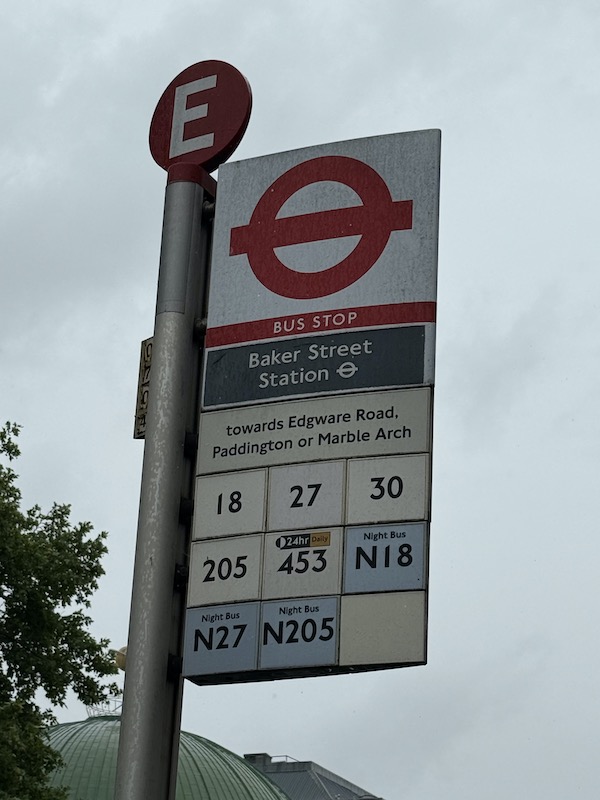 E
BUS STOP
Baker Street
Station
towards Edgware Road,
Paddington or Marble Arch
18 27 30
205
24hr Daily
453
Night Bus
N18
Night Bus
N27
Night Bus
N205